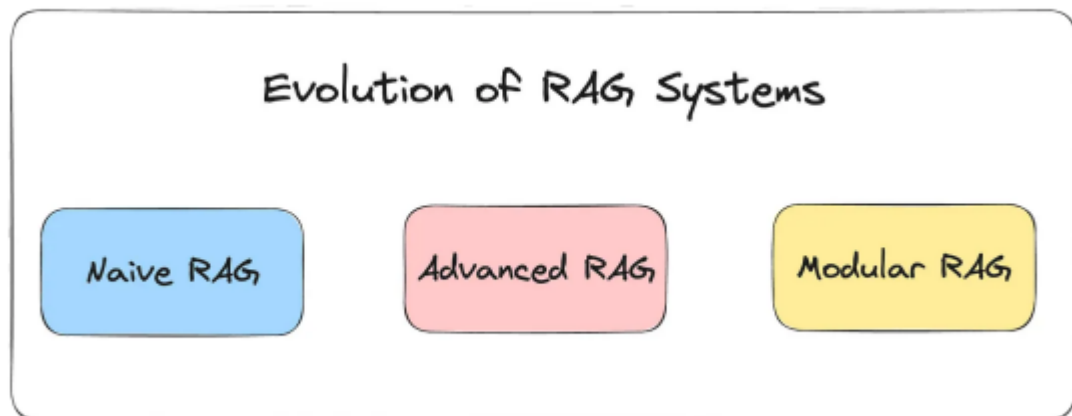 Evolution of RAG Systems
Naive RAG
Advanced RAG
Modular RAG